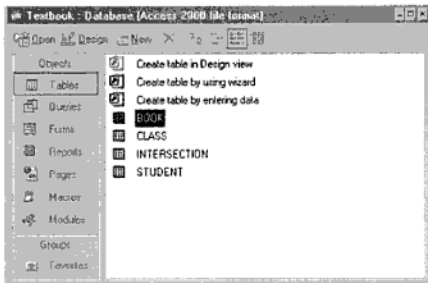 Textbook : Database (Access 2000 file format)
Open Design New
Objects
Tables
Queries
Forms
Reports
Pages
Macros
Modules
Groups
Favorites
Create table in Design view
Create table by using wizard
Create table by entering data
BOOK
CLASS
INTERSECTION
STUDENT